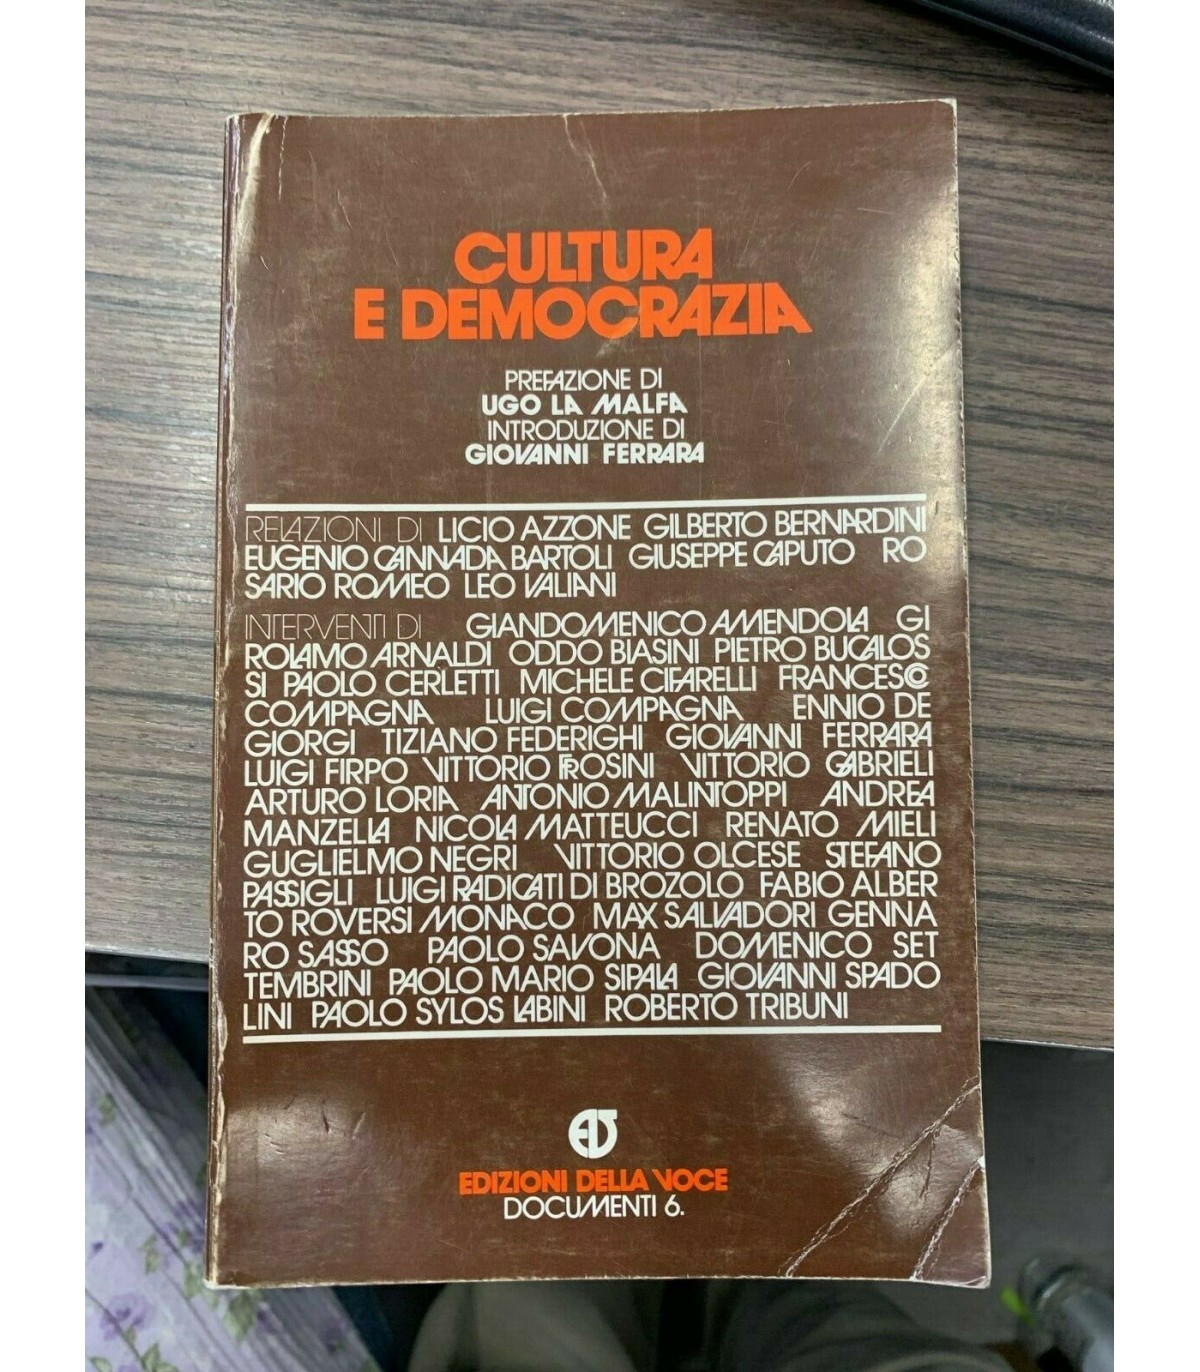 CULTURA
E DEMOCRAZIA
PREFAZIONE DI
UGO LA MALFA
INTRODUZIONE DI
GIOVANNI FERRARA
RELAZIONI DI LICIO AZZONE GILBERTO BERNARDINI
EUGENIO CANNADA BARTOLI GIUSEPPE CAPUTO RO
SARIO ROMEO LEO VALIANI
INTERVENTI DI GIANDOMENICO AMENDOLA GI
ROLAMO ARNALDI ODDO BIASINI PIETRO BUCALOS
SI PAOLO CERLETTI MICHELE CIFARELLI FRANCESCO
COMPAGNA LUIGI COMPAGNA ENNIO DE
GIORGI TIZIANO FEDERIGHI GIOVANNI FERRARA
LUIGI FIRPO VITTORIO FROSINI VITTORIO GABRIELI
ARTURO LORIA ANTONIO MALINTOPPI ANDREA
MANZELLA NICOLA MATTEUCCI RENATO MIELI
GUGLIELMO NEGRI VITTORIO OLCESE STEFANO
PASSIGLI LUIGI RADICATI DI BROZOLO FABIO ALBER
TO ROVERSI MONACO MAX SALVADORI GENNA
RO SASSO PAOLO SAVONA DOMENICO SET
TEMBRINI PAOLO MARIO SIPALA GIOVANNI SPADO
LINI PAOLO SYLOS LABINI ROBERTO TRIBUNI
EV
EDIZIONI DELLA VOCE
DOCUMENTI 6.